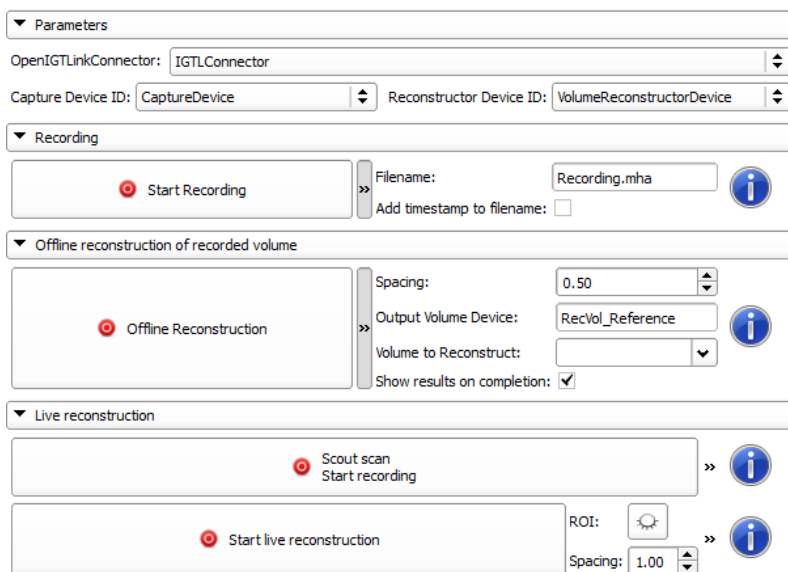 Parameters
OpenIGTLinkConnector: IGTLConnector
Capture Device ID: CaptureDevice Reconstructor Device ID: VolumeReconstructorDevice
Recording
Start Recording
»
Filename: Recording.mha
Add timestamp to filename:
Offline reconstruction of recorded volume
Offline Reconstruction
»
Spacing: 0.50
Output Volume Device: RecVol_Reference
Volume to Reconstruct:
Show results on completion:
Live reconstruction
Scout scan
Start recording
»
Start live reconstruction
ROI:
»
Spacing: 1.00